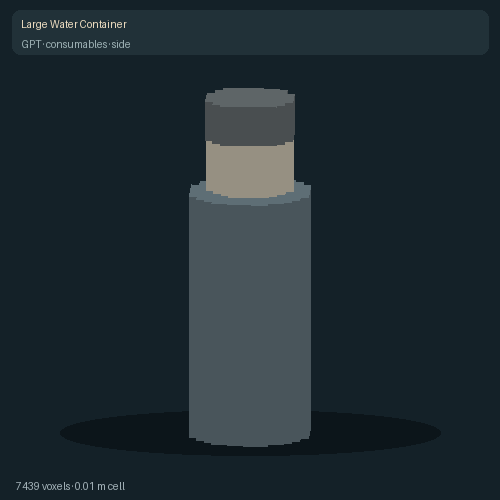 Large Water Container
GPT·consumables·side
7439 voxels·0.01 m cell